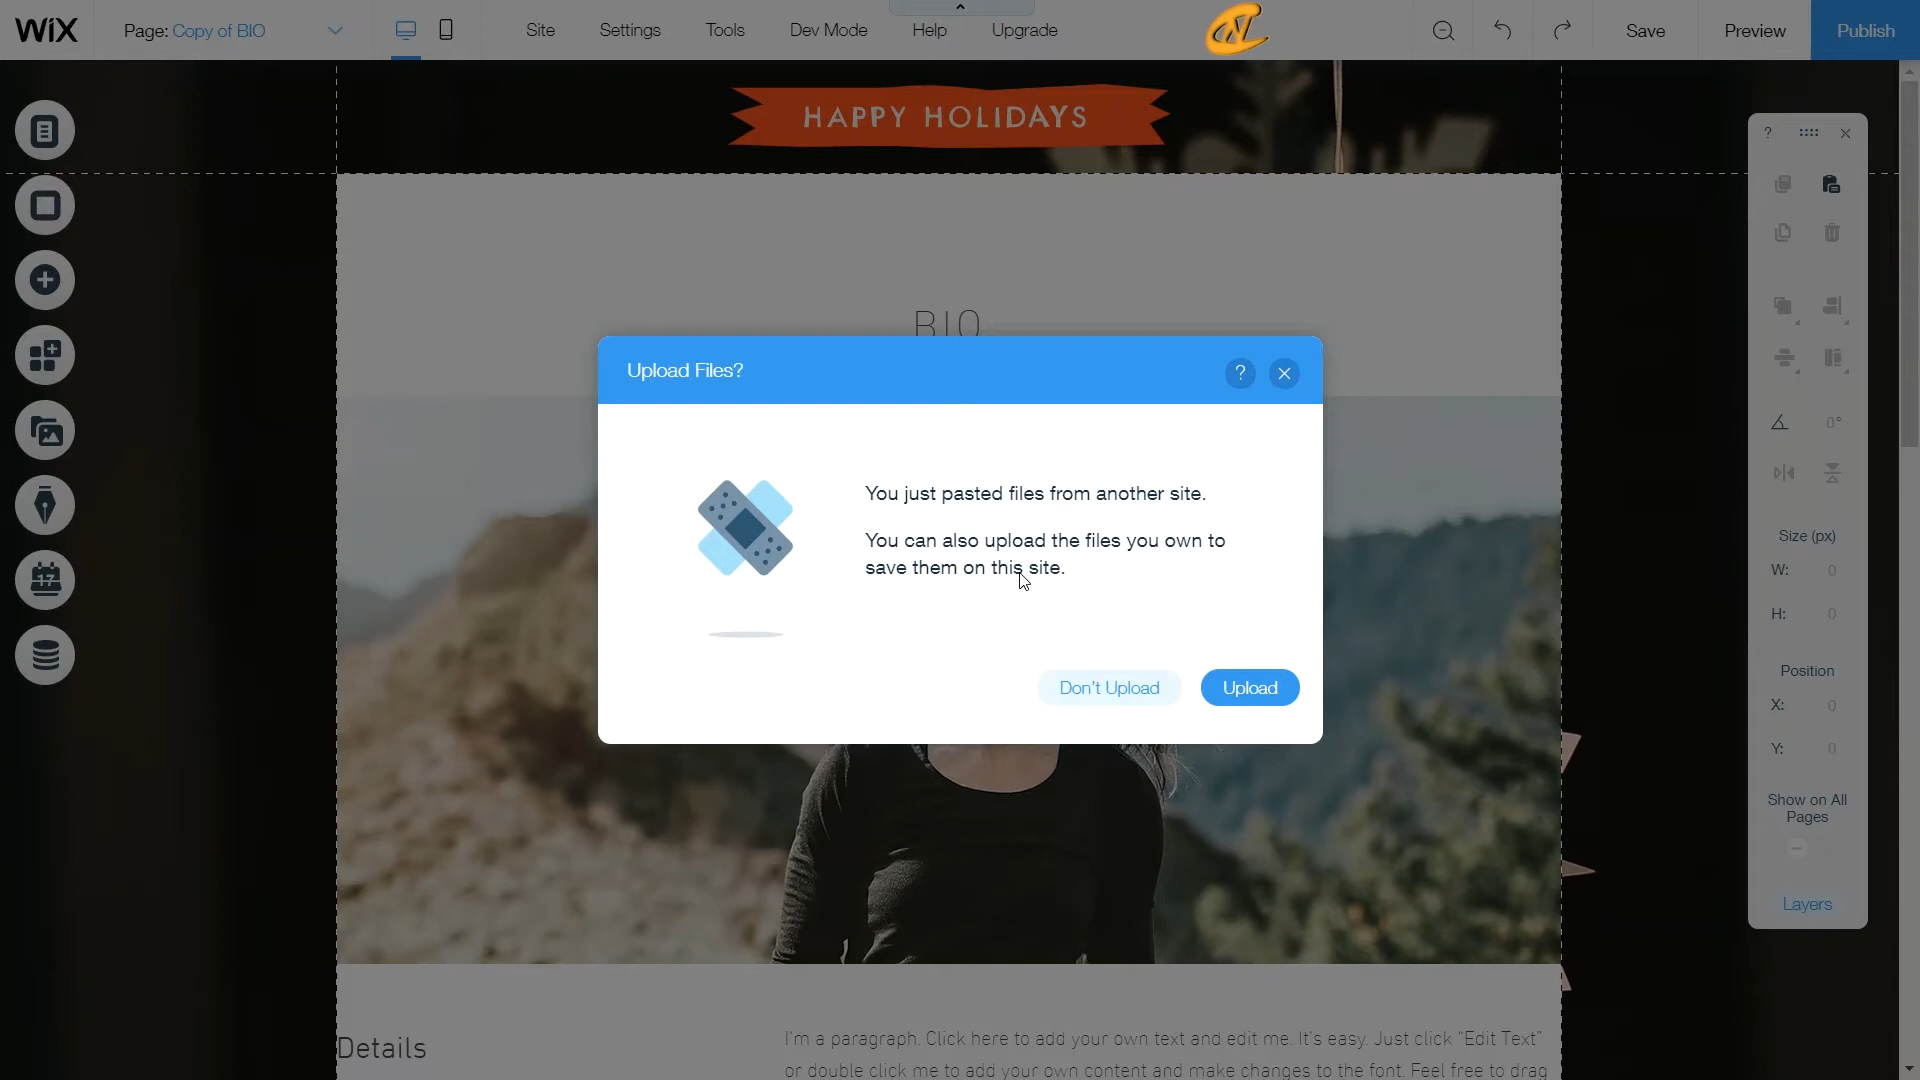 WiX
Page: Copy of BIO
Site
Settings
Tools
Dev Mode
Help
Upgrade
Save
Preview
Publish
HAPPY HOLIDAYS
BIO
Upload Files?
?
You just pasted files from another site.
You can also upload the files you own to
save them on this site.
Don't Upload
Upload
17
?
0°
Size (px)
W: 0
H: 0
Position
X: 0
Y: 0
Show on All
Pages
Layers
Details
I'm a paragraph. Click here to add your own text and edit me. It's easy. Just click "Edit Text"
or double click me to add your own content and make changes to the font. Feel free to drag